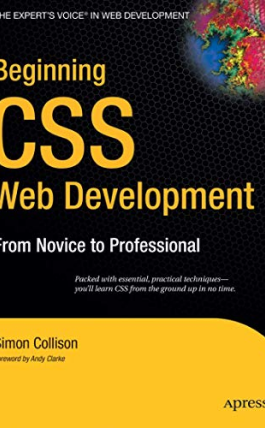 THE EXPERT'S VOICE® IN WEB DEVELOPMENT
Beginning
CSS
Web Development
From Novice to Professional
Packed with essential, practical techniques—
you'll learn CSS from the ground up in no time.
Simon Collison
Foreword by Andy Clarke
Apress